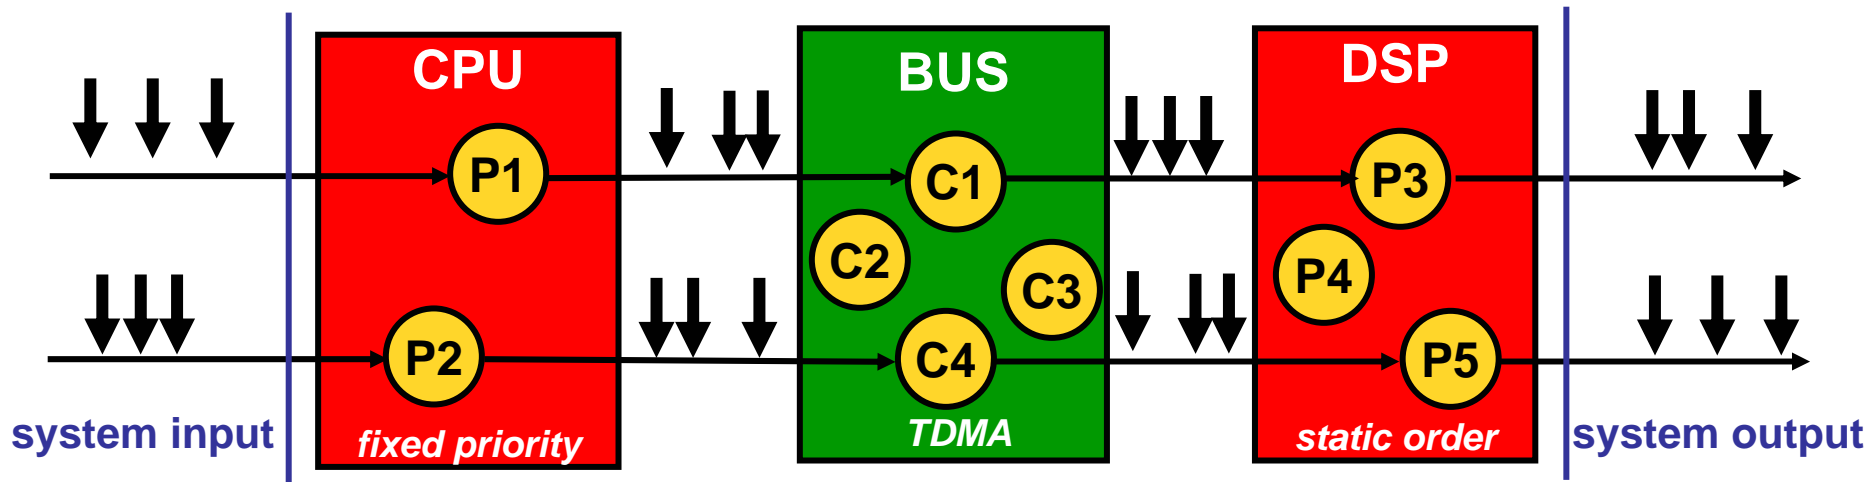 CPU
BUS
DSP
P1
C1
P3
C2
C3
P4
P2
C4
P5
system input
fixed priority
TDMA
static order
system output